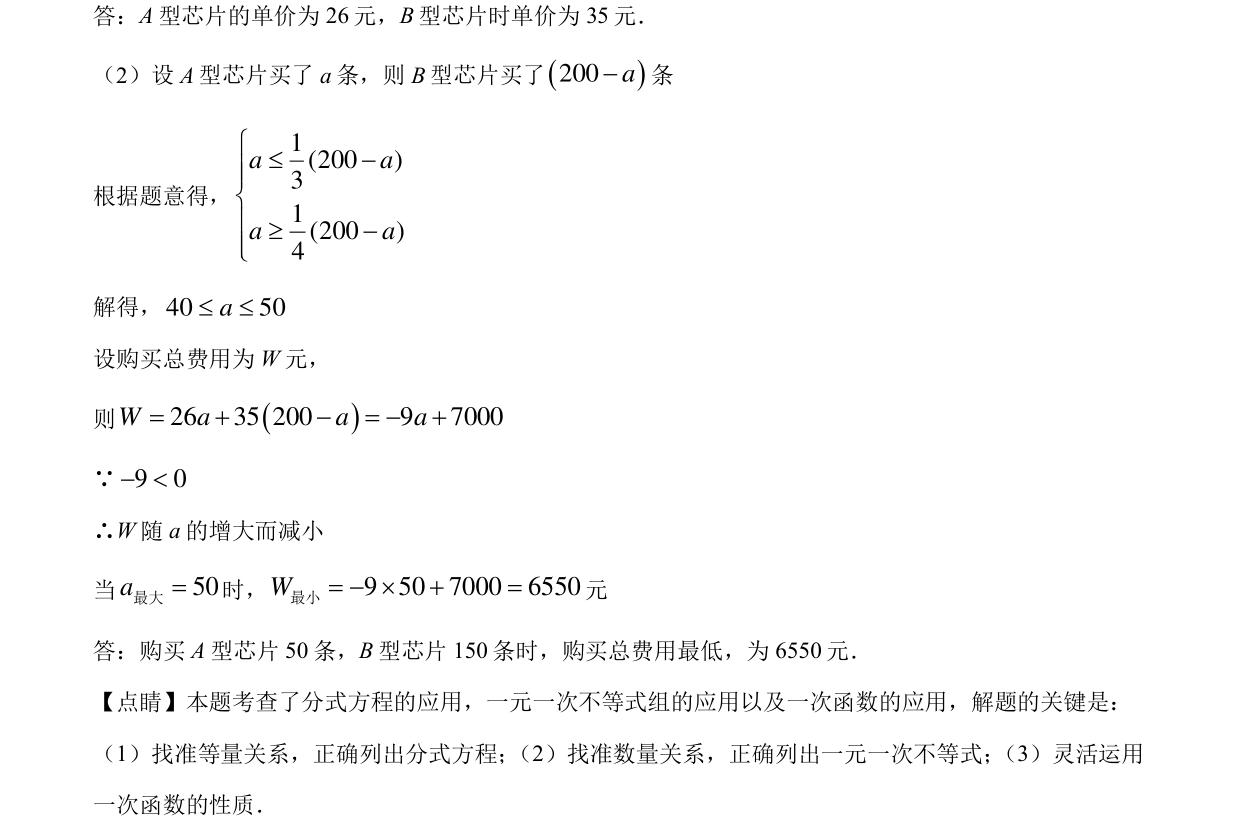 答：A 型芯片的单价为 26 元，B 型芯片时单价为 35 元．
（2）设 A 型芯片买了 a 条，则 B 型芯片买了(200－a)条
根据题意得，{a ≤ 1/3(200－a)
a ≥ 1/4(200－a)
解得，40 ≤ a ≤ 50
设购买总费用为 W 元，
则W = 26a + 35(200－a) = －9a + 7000
∵ －9 < 0
∴W 随 a 的增大而减小
当 a最大 = 50时，W最小 = －9×50 + 7000 = 6550 元
答：购买 A 型芯片 50 条，B 型芯片 150 条时，购买总费用最低，为 6550 元．
【点睛】本题考查了分式方程的应用，一元一次不等式组的应用以及一次函数的应用，解题的关键是：
（1）找准等量关系，正确列出分式方程；（2）找准数量关系，正确列出一元一次不等式；（3）灵活运用
一次函数的性质．